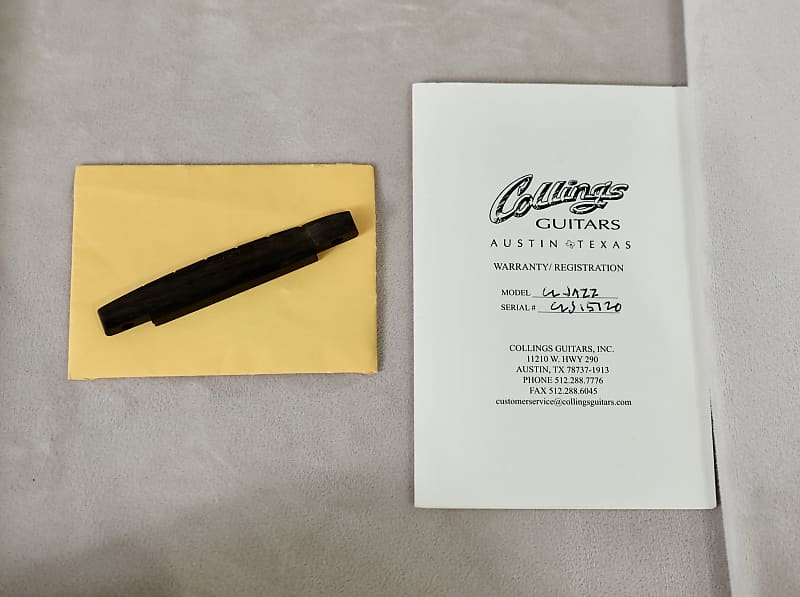 Collings
GUITARS
AUSTIN TEXAS
WARRANTY/ REGISTRATION
MODEL CL JAZZ
SERIAL # CLJ15120
COLLINGS GUITARS, INC.
11210 W. HWY 290
AUSTIN, TX 78737-1913
PHONE 512.288.7776
FAX 512.288.6045
customerservice@collingsguitars.com